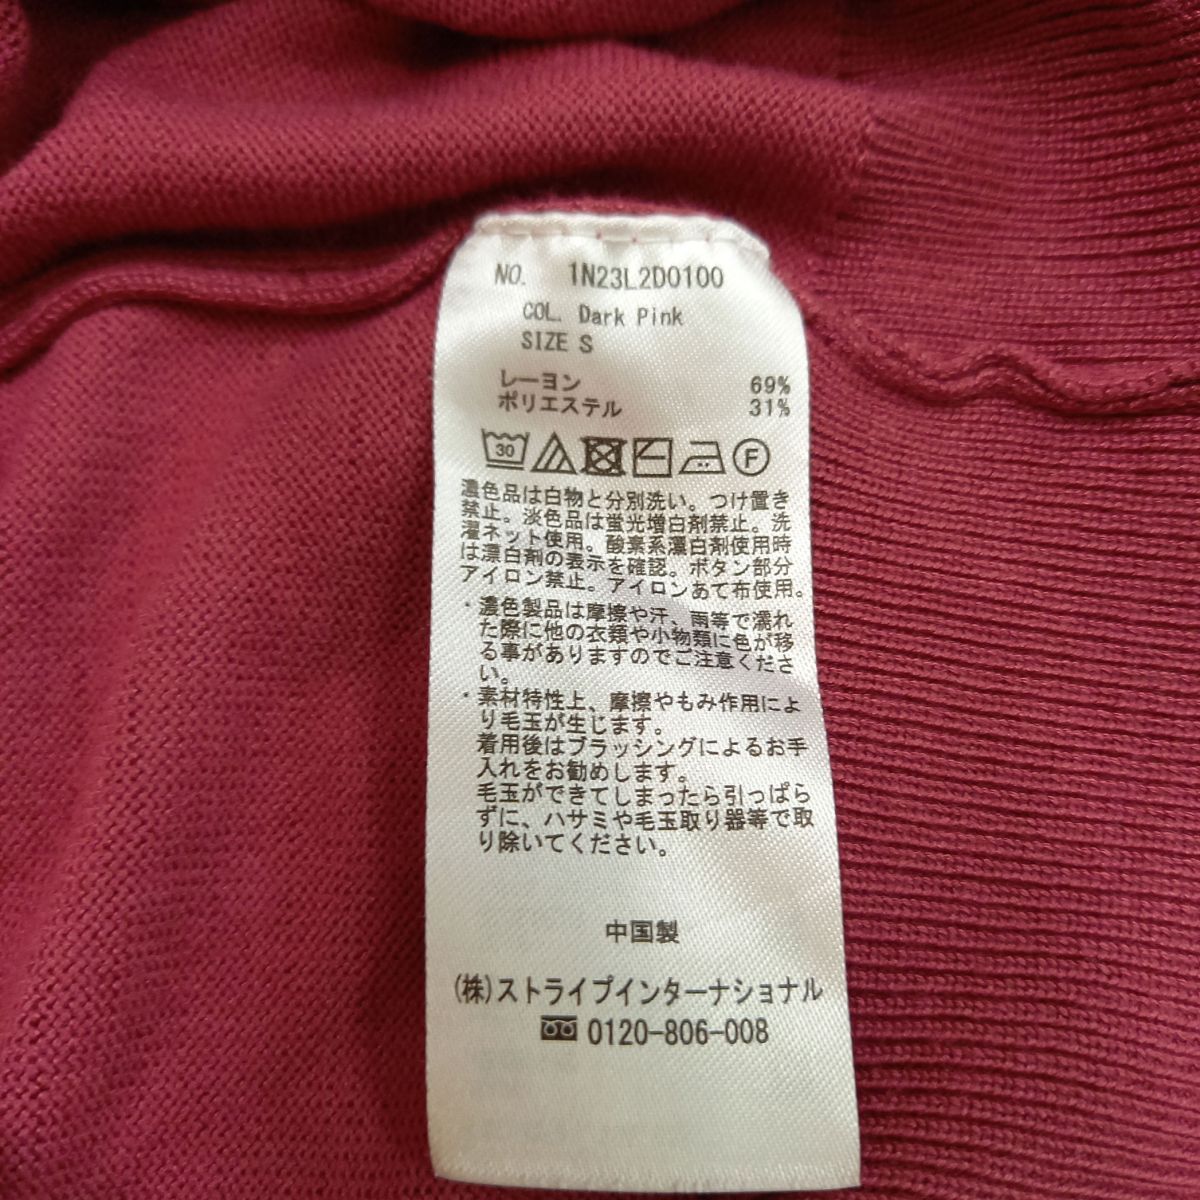 NO. 1N23L2D0100
COL. Dark Pink
SIZE S
レーヨン 69%
ポリエステル 31%
30 F
濃色品は白物と分別洗い。つけ置き
禁止。淡色品は蛍光増白剤禁止。洗
濯ネット使用。酸素系漂白剤使用時
は漂白剤の表示を確認。ボタン部分
アイロン禁止。アイロンあて布使用。
・濃色製品は摩擦や汗、雨等で濡れ
た際に他の衣類や小物類に色が移
る事がありますのでご注意くださ
い。
・素材特性上、摩擦やもみ作用によ
り毛玉が生じます。
着用後はブラッシングによるお手
入れをお勧めします。
毛玉ができてしまったら引っぱら
ずに、ハサミや毛玉取り器等で取
り除いてください。
中国製
(株)ストライプインターナショナル
0120-806-008